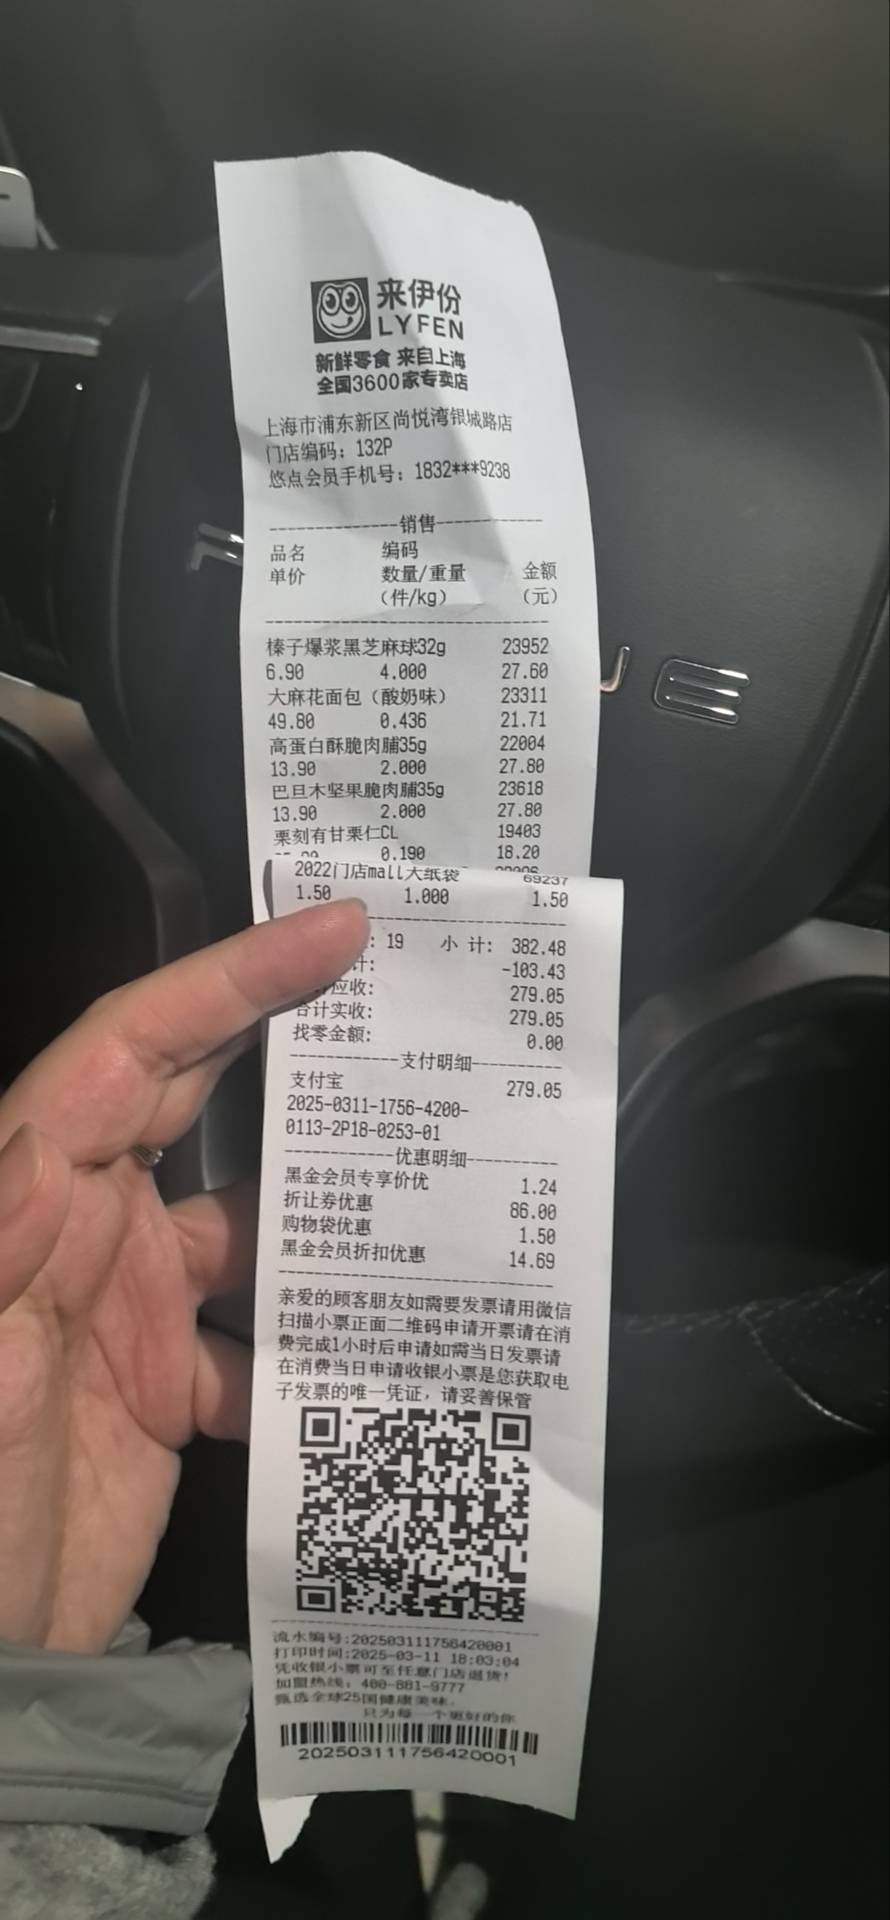 来伊份
LYFEN
新鲜零食 来自上海
全国3600家专卖店
上海市浦东新区尚悦湾银城路店
门店编码：132P
悠点会员手机号：1832***9238
销售
品名 编码
单价 数量/重量 金额
（件/kg） （元）
榛子爆浆黑芝麻球32g 23952
6.90 4.000 27.60
大麻花面包（酸奶味） 23311
49.80 0.436 21.71
高蛋白酥脆肉脯35g 22004
13.90 2.000 27.80
巴旦木坚果脆肉脯35g 23618
13.90 2.000 27.80
栗刻有甘栗仁CL 19403
0.190 18.20
2022门店mall大纸袋 69237
1.50 1.000 1.50
: 19 小 计: 382.48
计: -103.43
应收: 279.05
合计实收: 279.05
找零金额: 0.00
支付明细
支付宝 279.05
2025-0311-1756-4200-
0113-2P18-0253-01
优惠明细
黑金会员专享价优 1.24
折让券优惠 86.00
购物袋优惠 1.50
黑金会员折扣优惠 14.69
亲爱的顾客朋友如需要发票请用微信
扫描小票正面二维码申请开票请在消
费完成1小时后申请如需当日发票请
在消费当日申请收银小票是您获取电
子发票的唯一凭证，请妥善保管
流水编号:202503111756420001
打印时间:2025-03-11 18:03:04
凭收银小票可至任意门店退货!
加盟热线: 400-881-9777
甄选全球25国健康美味,
只为每一个更好的你
202503111756420001